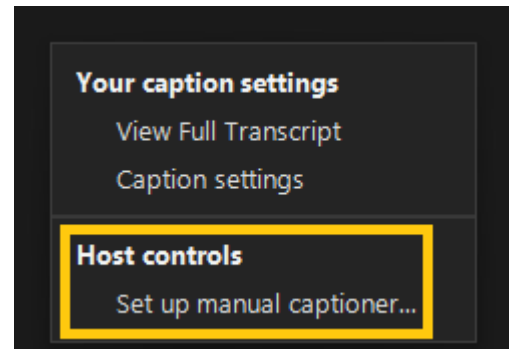 Your caption settings
View Full Transcript
Caption settings
Host controls
Set up manual captioner...